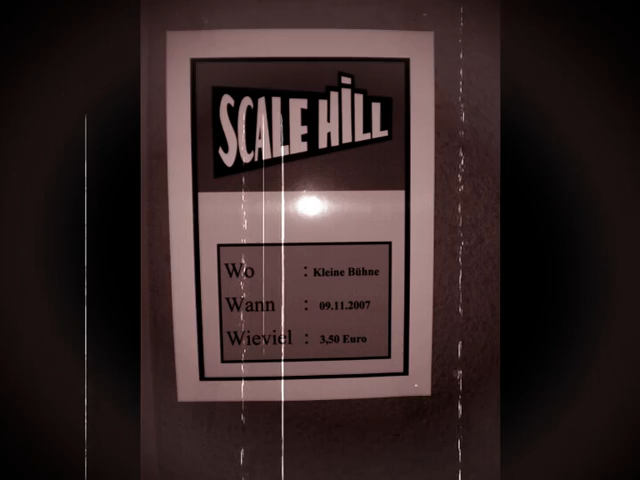 SCALE HILL
Wo : Kleine Bühne
Wann : 09.11.2007
Wieviel : 3,50 Euro